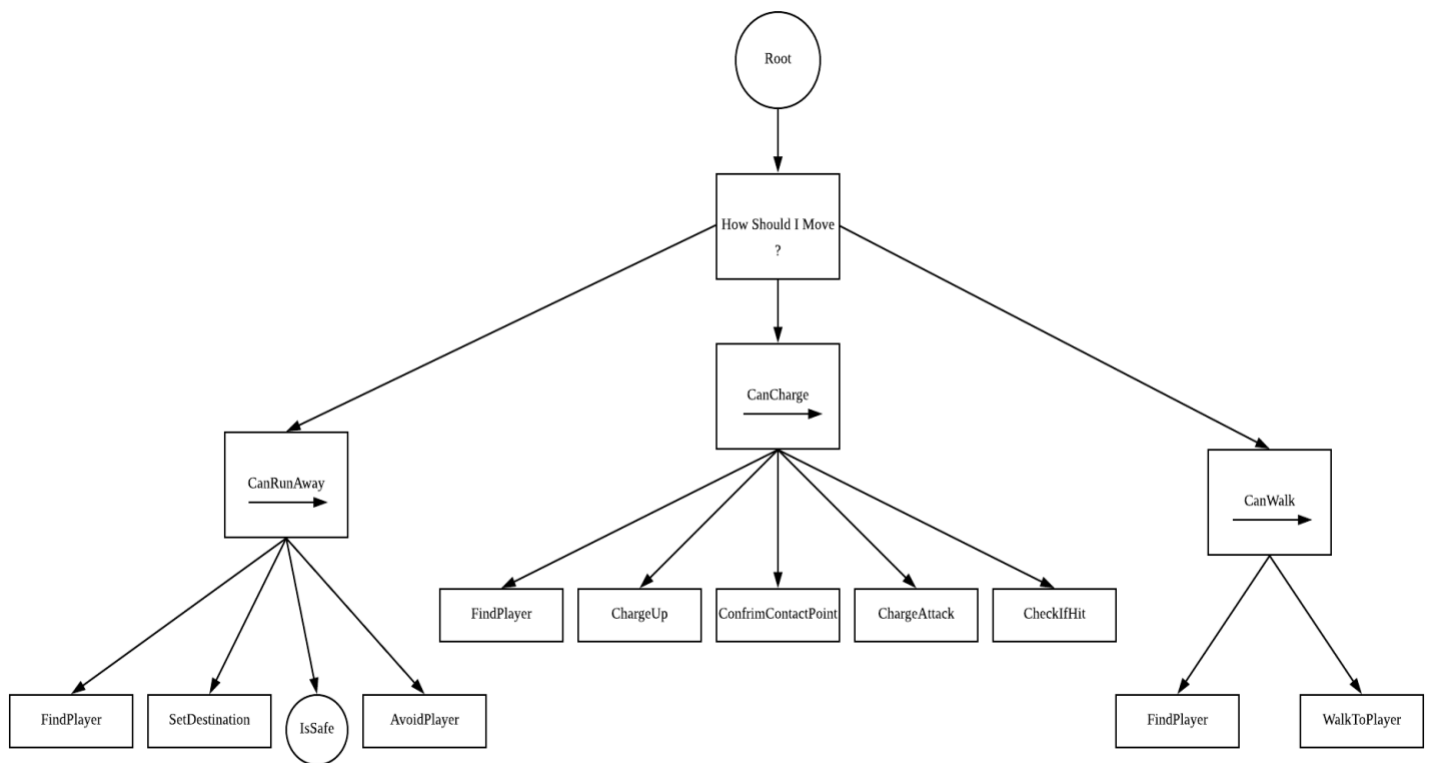 Root
How Should I Move
?
CanCharge
CanRunAway
CanWalk
FindPlayer
ChargeUp
ConfrimContactPoint
ChargeAttack
CheckIfHit
FindPlayer
SetDestination
IsSafe
AvoidPlayer
FindPlayer
WalkToPlayer